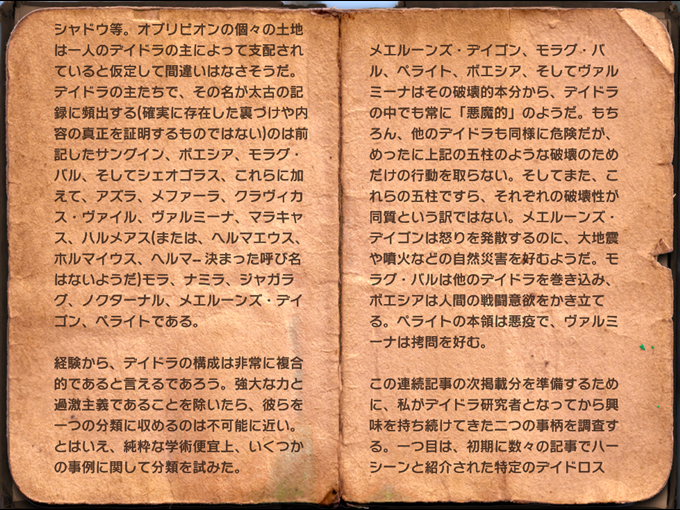 シャドウ等。オブリビオンの個々の土地
は一人のデイドラの主によって支配され
ていると仮定して間違いはなさそうだ。
デイドラの主たちで、その名が太古の記
録に頻出する(確実に存在した裏づけや内
容の真正を証明するものではない)のは前
記したサングイン、ボエシア、モラグ・
バル、そしてシェオゴラス、これらに加
えて、アズラ、メファーラ、クラヴィカ
ス・ヴァイル、ヴァルミーナ、マラキャ
ス、ハルメアス(または、ヘルマエウス、
ホルマイウス、ヘルマ– 決まった呼び名
はないようだ)モラ、ナミラ、ジャガラ
グ、ノクターナル、メエルーンズ・デイ
ゴン、ペライトである。
経験から、デイドラの構成は非常に複合
的であると言えるであろう。強大な力と
過激主義であることを除いたら、彼らを
一つの分類に収めるのは不可能に近い。
とはいえ、純粋な学術便宜上、いくつか
の事例に関して分類を試みた。
メエルーンズ・デイゴン、モラグ・バ
ル、ペライト、ボエシア、そしてヴァル
ミーナはその破壊的本分から、デイドラ
の中でも常に「悪魔的」のようだ。もち
ろん、他のデイドラも同様に危険だが、
めったに上記の五柱のような破壊のため
だけの行動を取らない。そしてまた、こ
れらの五柱ですら、それぞれの破壊性が
同質という訳ではない。メエルーンズ・
デイゴンは怒りを発散するのに、大地震
や噴火などの自然災害を好むようだ。モ
ラグ・バルは他のデイドラを巻き込み、
ボエシアは人間の戦闘意欲をかき立て
る。ペライトの本領は悪疫で、ヴァルミ
ーナは拷問を好む。
この連続記事の次掲載分を準備するため
に、私がデイドラ研究者となってから興
味を持ち続けてきた二つの事柄を調査す
る。一つ目は、初期に数々の記事でハー
シーンと紹介された特定のデイドロス